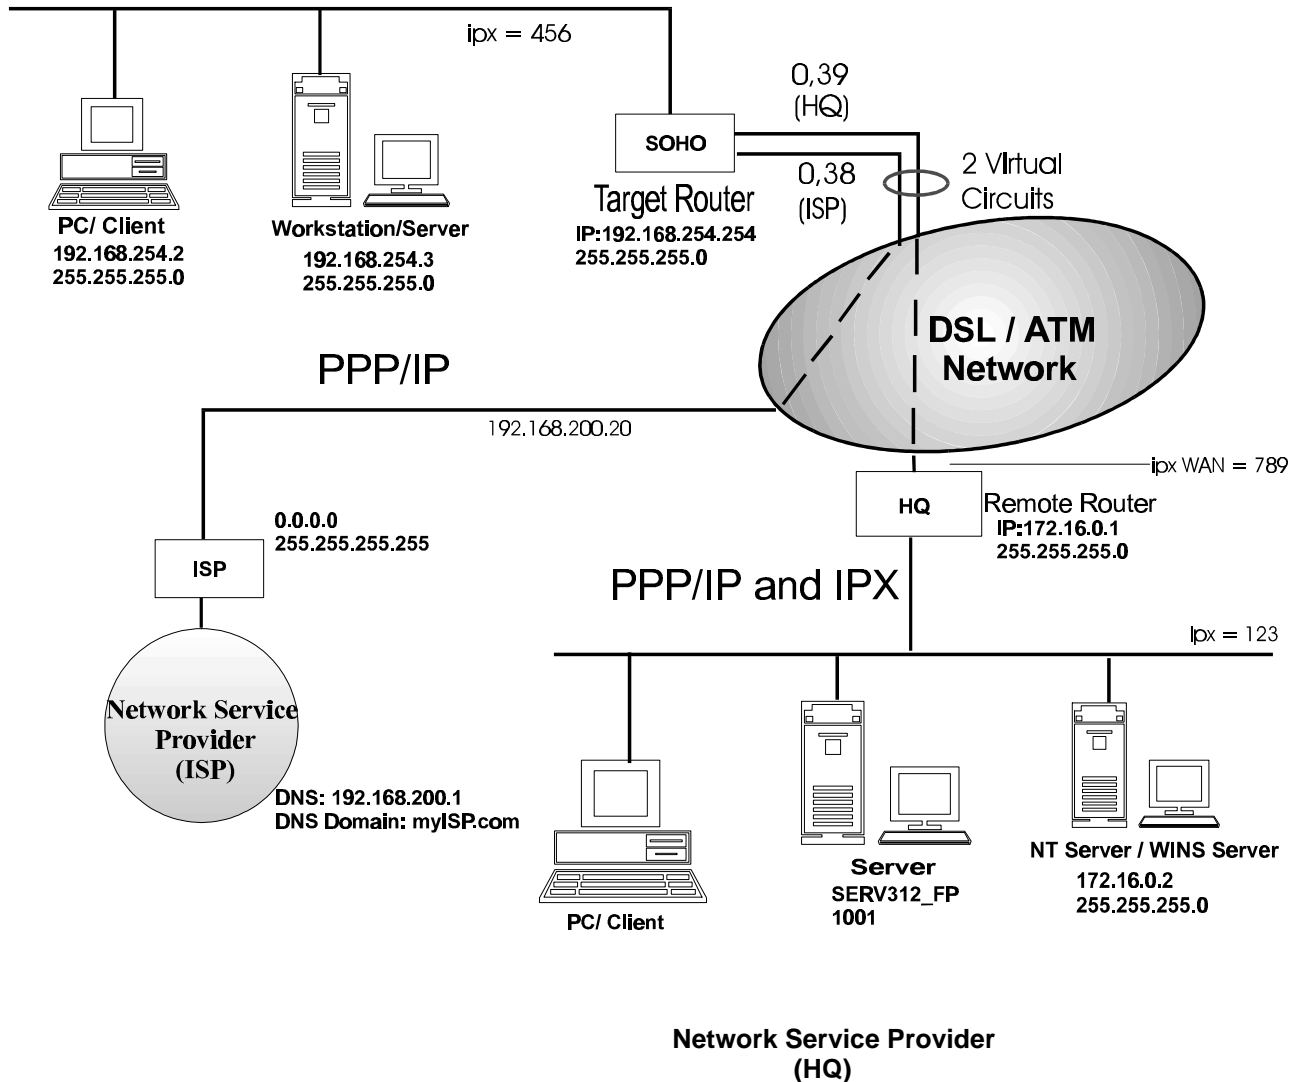 ipx = 456
0,39
(HQ)
SOHO
0,38
(ISP)
2 VIrtual
Circuits
PC/ Client
192.168.254.2
255.255.255.0
Workstation/Server
192.168.254.3
255.255.255.0
Target Router
IP:192.168.254.254
255.255.255.0
DSL / ATM
Network
PPP/IP
192.168.200.20
ipx WAN = 789
HQ
Remote Router
IP:172.16.0.1
255.255.255.0
0.0.0.0
255.255.255.255
ISP
PPP/IP and IPX
Ipx = 123
Network Service
Provider
(ISP)
DNS: 192.168.200.1
DNS Domain: myISP.com
PC/ Client
Server
SERV312_FP
1001
NT Server / WINS Server
172.16.0.2
255.255.255.0
Network Service Provider
(HQ)